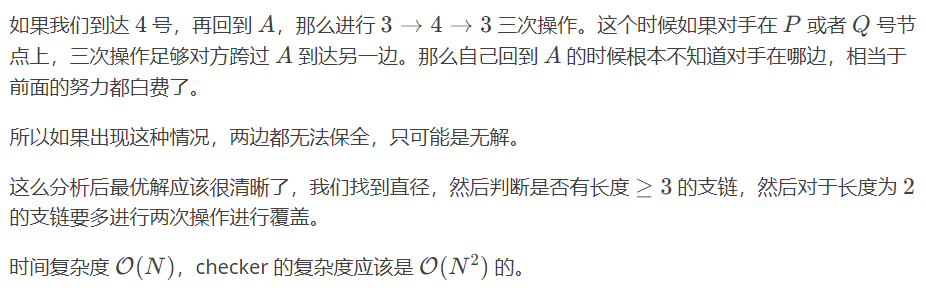 如果我们到达 4 号，再回到 A，那么进行 3 → 4 → 3 三次操作。这个时候如果对手在 P 或者 Q 号节
点上，三次操作足够对方跨过 A 到达另一边。那么自己回到 A 的时候根本不知道对手在哪边，相当于
前面的努力都白费了。
所以如果出现这种情况，两边都无法保全，只可能是无解。
这么分析后最优解应该很清晰了，我们找到直径，然后判断是否有长度 ≥ 3 的支链，然后对于长度为 2
的支链要多进行两次操作进行覆盖。
时间复杂度 O(N)，checker 的复杂度应该是 O(N²) 的。